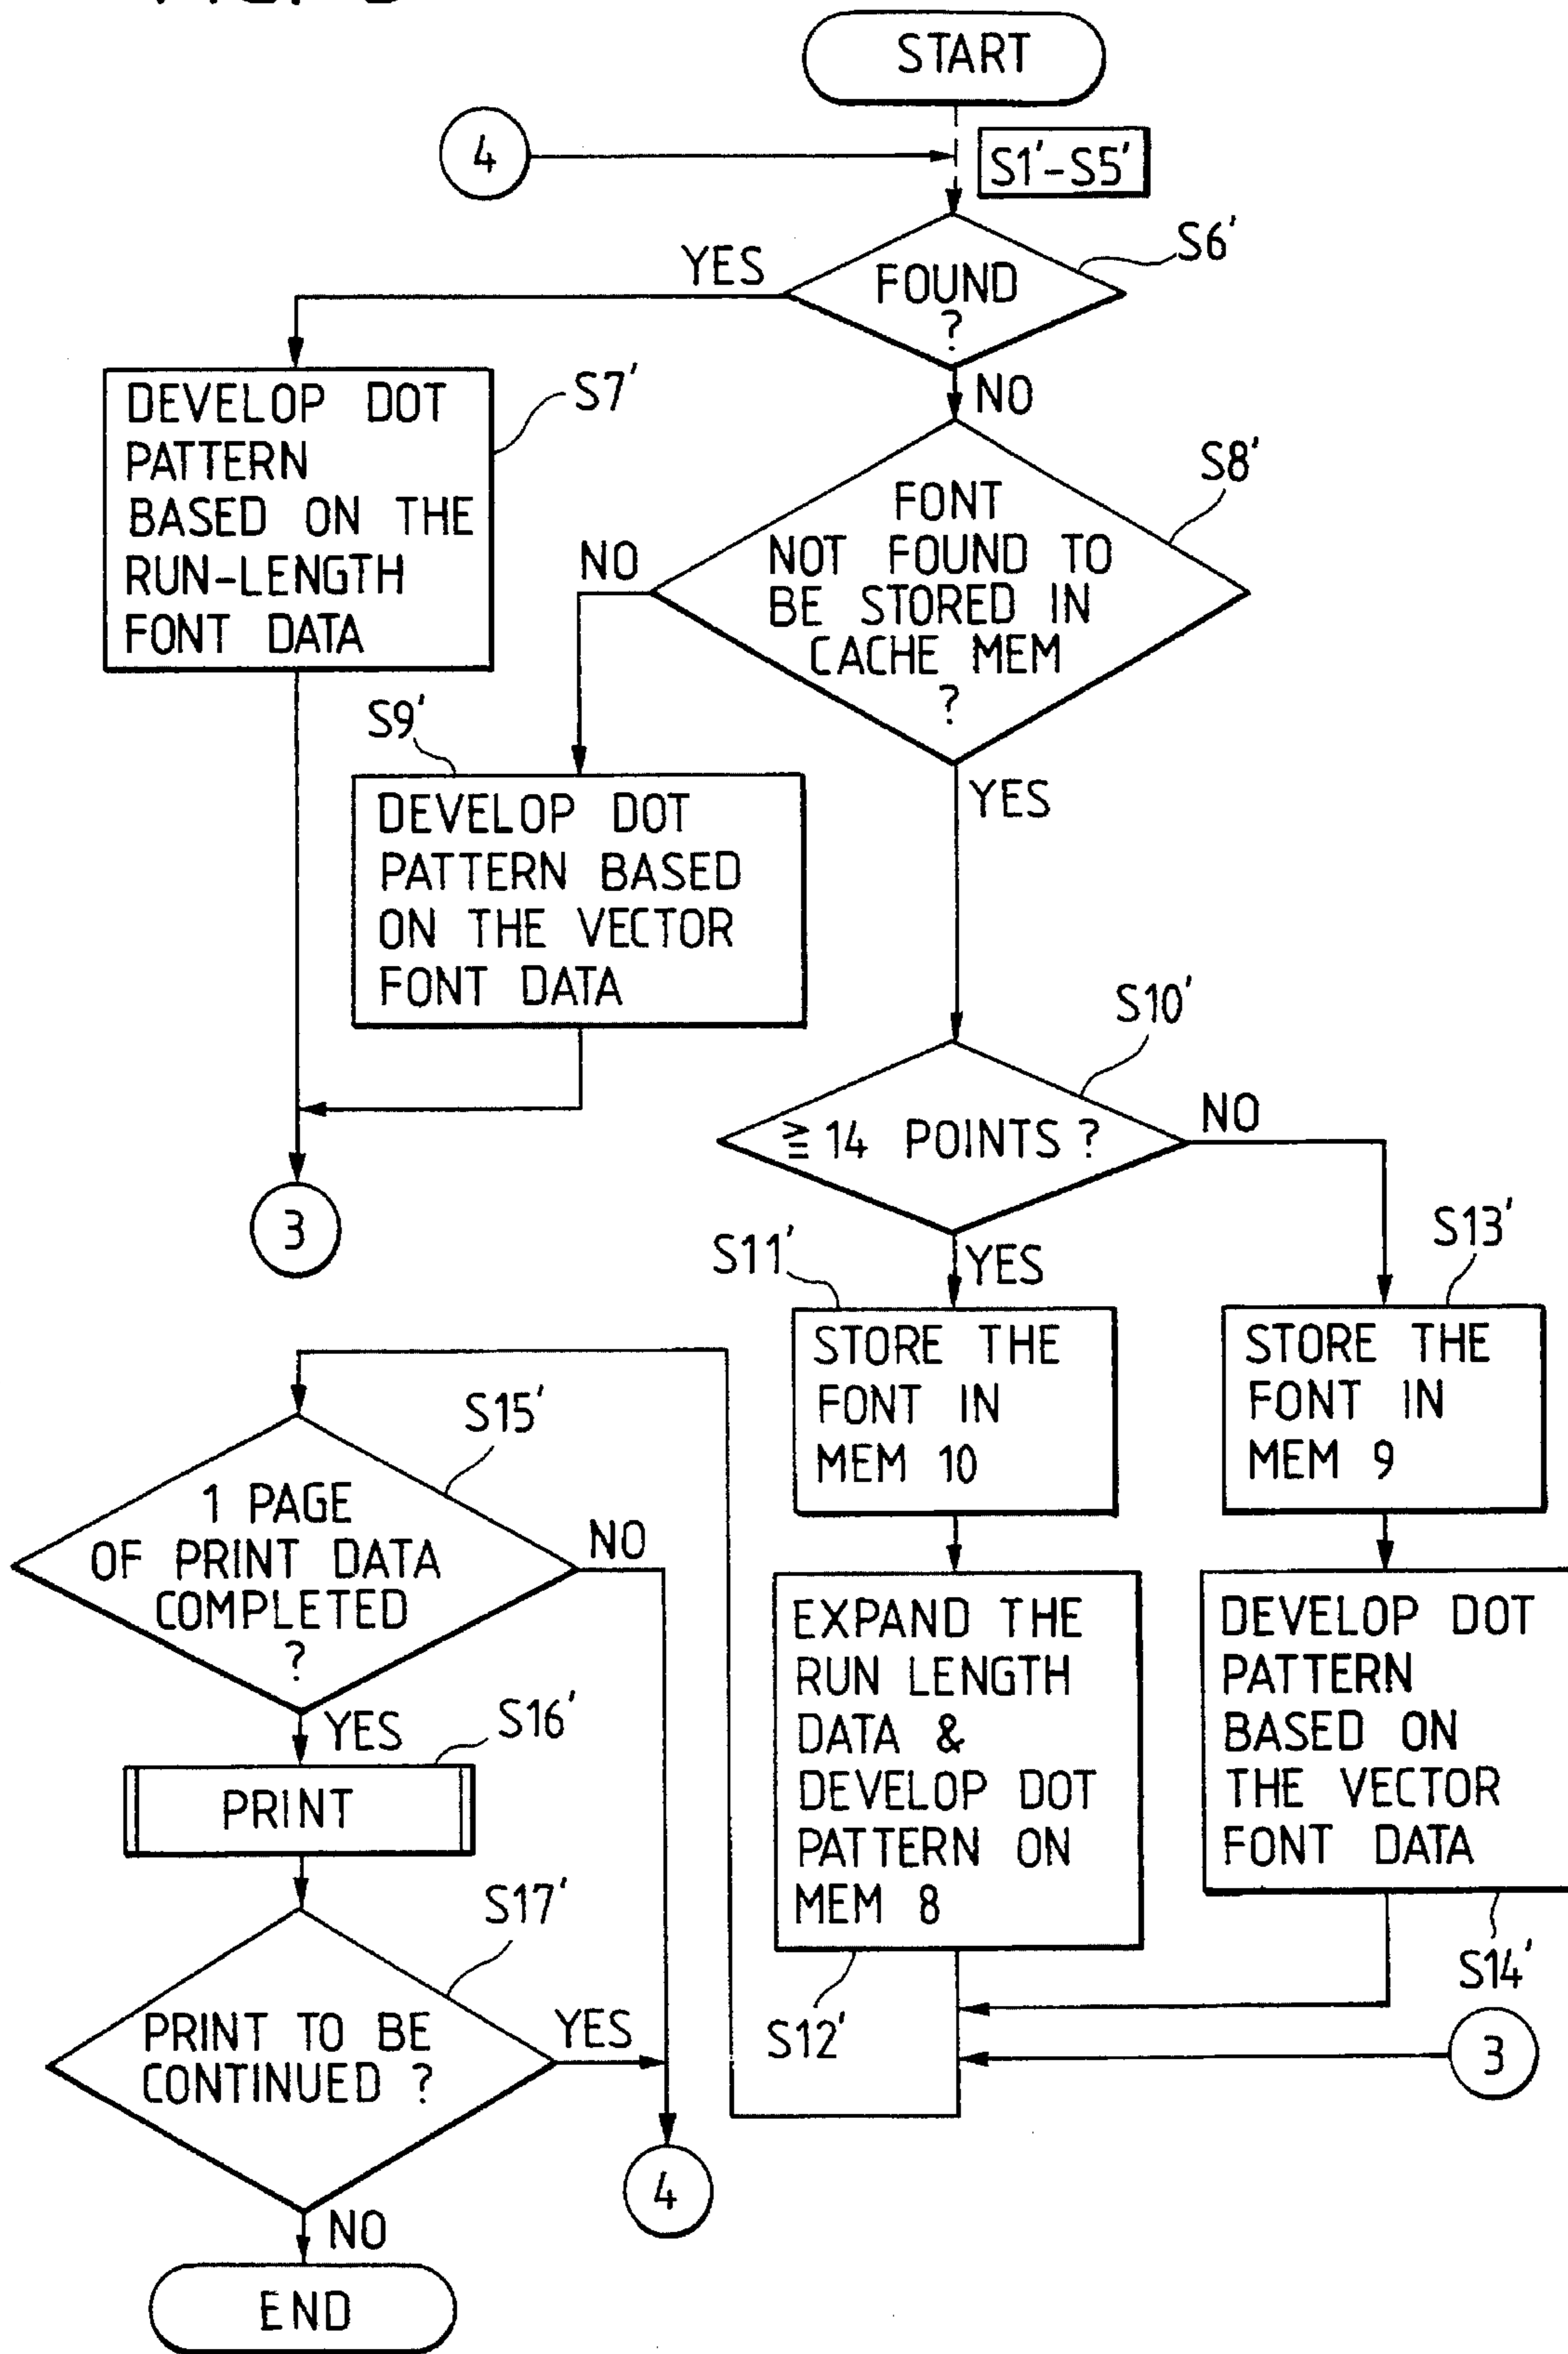 START
4
S1'-S5'
S6'
YES
FOUND
?
NO
S7'
DEVELOP DOT
PATTERN
BASED ON THE
RUN-LENGTH
FONT DATA
S8'
FONT
NOT FOUND TO
BE STORED IN
CACHE MEM
?
NO
YES
S9'
DEVELOP DOT
PATTERN BASED
ON THE VECTOR
FONT DATA
3
S10'
≧ 14 POINTS ?
NO
YES
S11'
STORE THE
FONT IN
MEM 10
S13'
STORE THE
FONT IN
MEM 9
EXPAND THE
RUN LENGTH
DATA &
DEVELOP DOT
PATTERN ON
MEM 8
S12'
DEVELOP DOT
PATTERN
BASED ON
THE VECTOR
FONT DATA
S14'
3
S15'
1 PAGE
OF PRINT DATA
COMPLETED
?
NO
YES
S16'
PRINT
S17'
PRINT TO BE
CONTINUED ?
YES
4
NO
END